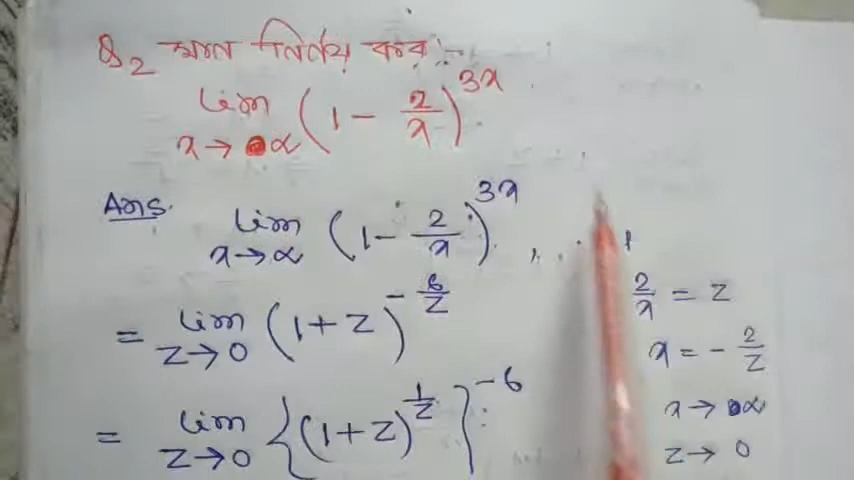 Q2 মান নির্ণয় কর :-
lim x→∝ (1 - 2/x)^3x
Ans. lim x→∝ (1 - 2/x)^3x
2/x = z
= lim z→0 (1+z)^-6/z
x = - 2/z
x→∝
= lim z→0 {(1+z)^1/z}^-6
z→0